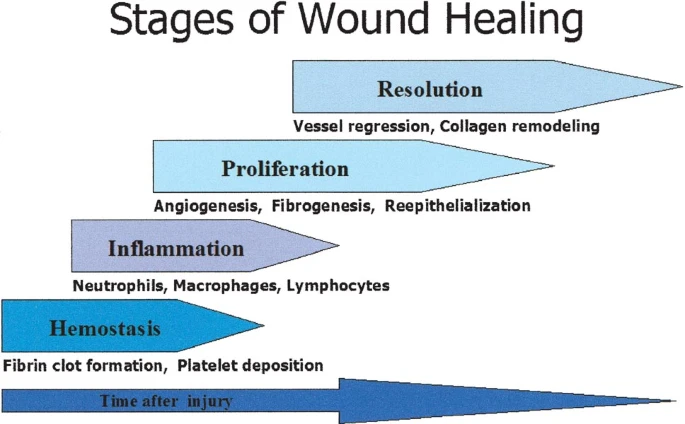 Stages of Wound Healing
Resolution
Vessel regression, Collagen remodeling
Proliferation
Angiogenesis, Fibrogenesis, Reepithelialization
Inflammation
Neutrophils, Macrophages, Lymphocytes
Hemostasis
Fibrin clot formation, Platelet deposition
Time after injury